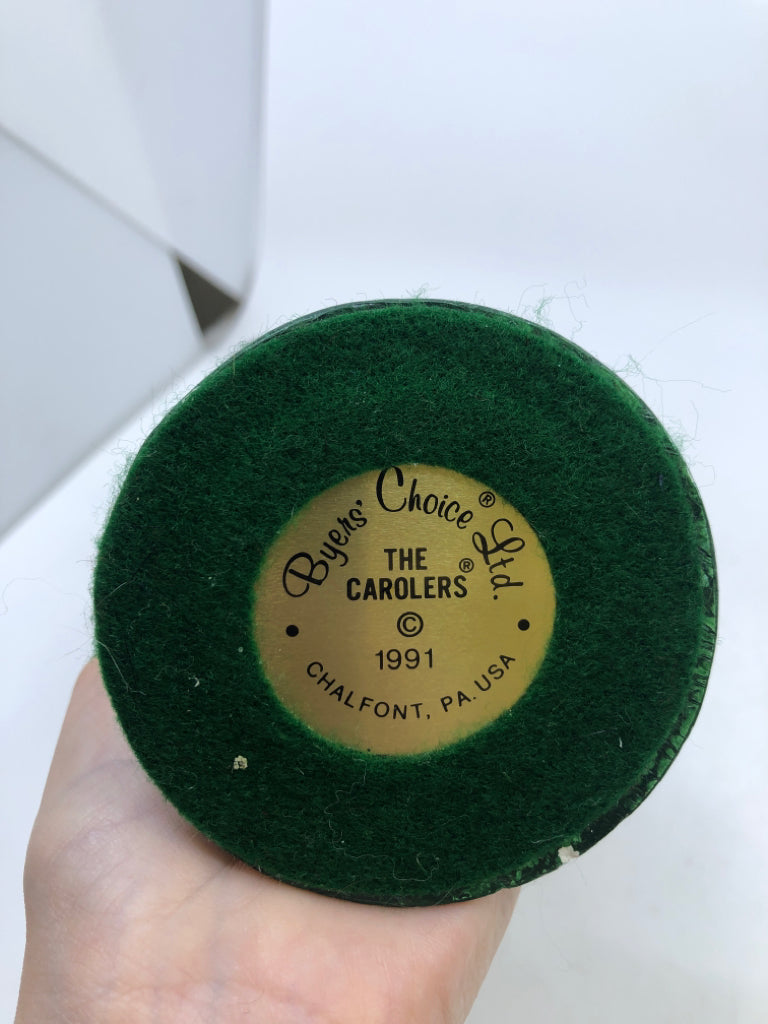 Byers' Choice® Ltd.
THE
CAROLERS®
©
• 1991 •
CHALFONT, PA. USA